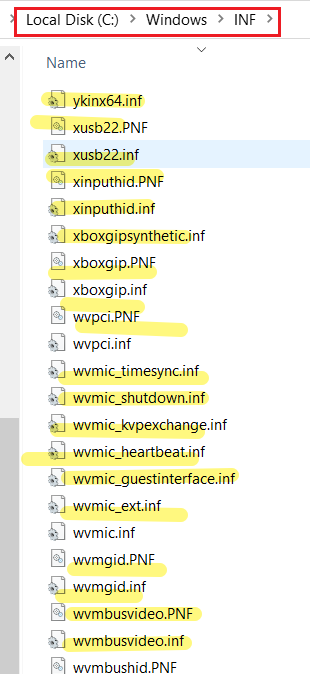 Local Disk (C:) > Windows > INF >
Name
ykinx64.inf
xusb22.PNF
xusb22.inf
xinputhid.PNF
xinputhid.inf
xboxgipsynthetic.inf
xboxgip.PNF
xboxgip.inf
wvpci.PNF
wvpci.inf
wvmic_timesync.inf
wvmic_shutdown.inf
wvmic_kvpexchange.inf
wvmic_heartbeat.inf
wvmic_guestinterface.inf
wvmic_ext.inf
wvmic.inf
wvmgid.PNF
wvmgid.inf
wvmbusvideo.PNF
wvmbusvideo.inf
wvmbushid.PNF